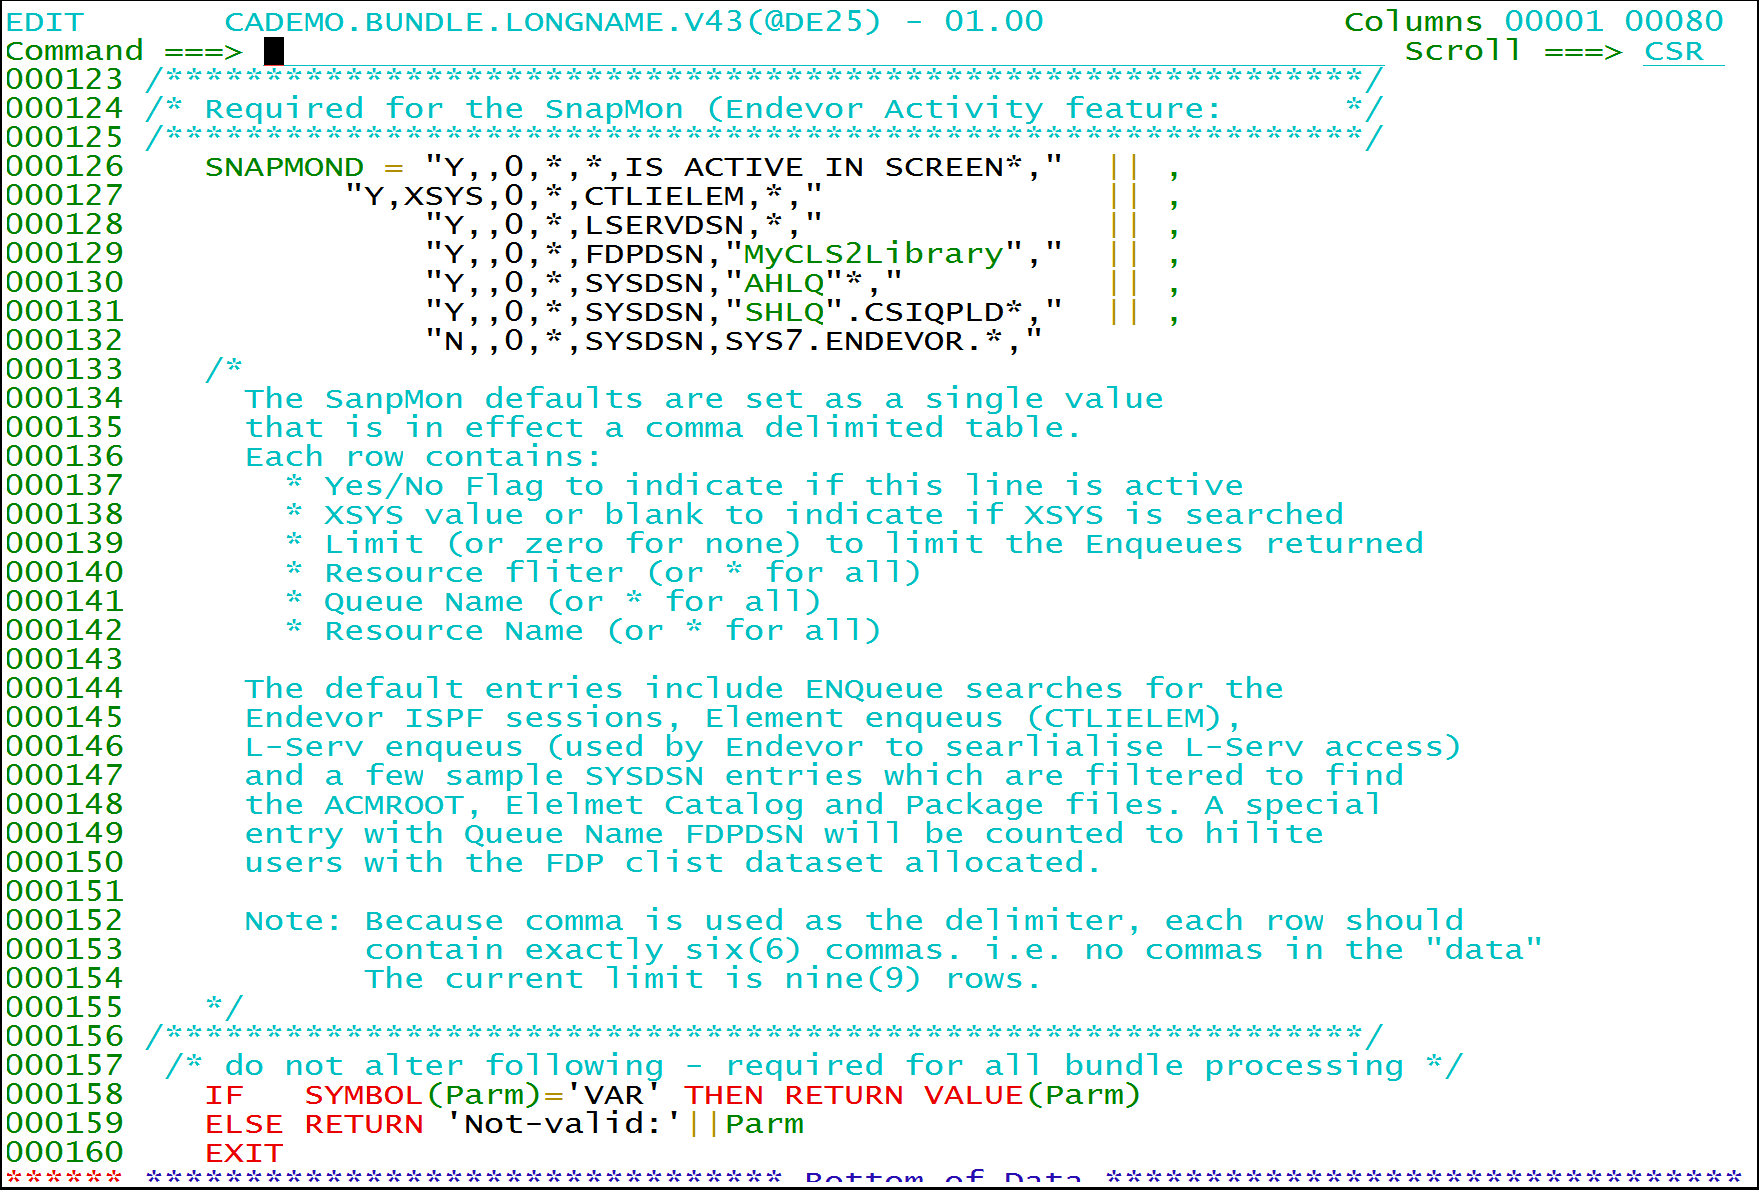 EDIT       CADEMO.BUNDLE.LONGNAME.V43(@DE25) - 01.00               Columns 00001 00080
Command ===>                                                          Scroll ===> CSR
000123 /************************************************************/
000124 /* Required for the SnapMon (Endevor Activity feature:      */
000125 /************************************************************/
000126    SNAPMOND = "Y,,0,*,*,IS ACTIVE IN SCREEN*,"  || ,
000127           "Y,XSYS,0,*,CTLIELEM,*,"              || ,
000128               "Y,,0,*,LSERVDSN,*,"              || ,
000129               "Y,,0,*,FDPDSN,"MyCLS2Library","  || ,
000130               "Y,,0,*,SYSDSN,"AHLQ"*,"          || ,
000131               "Y,,0,*,SYSDSN,"SHLQ".CSIQPLD*,"  || ,
000132               "N,,0,*,SYSDSN,SYS7.ENDEVOR.*,"
000133    /*
000134      The SanpMon defaults are set as a single value
000135      that is in effect a comma delimited table.
000136      Each row contains:
000137        * Yes/No Flag to indicate if this line is active
000138        * XSYS value or blank to indicate if XSYS is searched
000139        * Limit (or zero for none) to limit the Enqueues returned
000140        * Resource fliter (or * for all)
000141        * Queue Name (or * for all)
000142        * Resource Name (or * for all)
000143
000144      The default entries include ENQueue searches for the
000145      Endevor ISPF sessions, Element enqueus (CTLIELEM),
000146      L-Serv enqueus (used by Endevor to searlialise L-Serv access)
000147      and a few sample SYSDSN entries which are filtered to find
000148      the ACMROOT, Elelmet Catalog and Package files. A special
000149      entry with Queue Name FDPDSN will be counted to hilite
000150      users with the FDP clist dataset allocated.
000151
000152      Note: Because comma is used as the delimiter, each row should
000153            contain exactly six(6) commas. i.e. no commas in the "data"
000154            The current limit is nine(9) rows.
000155    */
000156 /************************************************************/
000157  /* do not alter following - required for all bundle processing */
000158    IF   SYMBOL(Parm)='VAR' THEN RETURN VALUE(Parm)
000159    ELSE RETURN 'Not-valid:'||Parm
000160    EXIT
****** ******************************** Bottom of Data ********************************